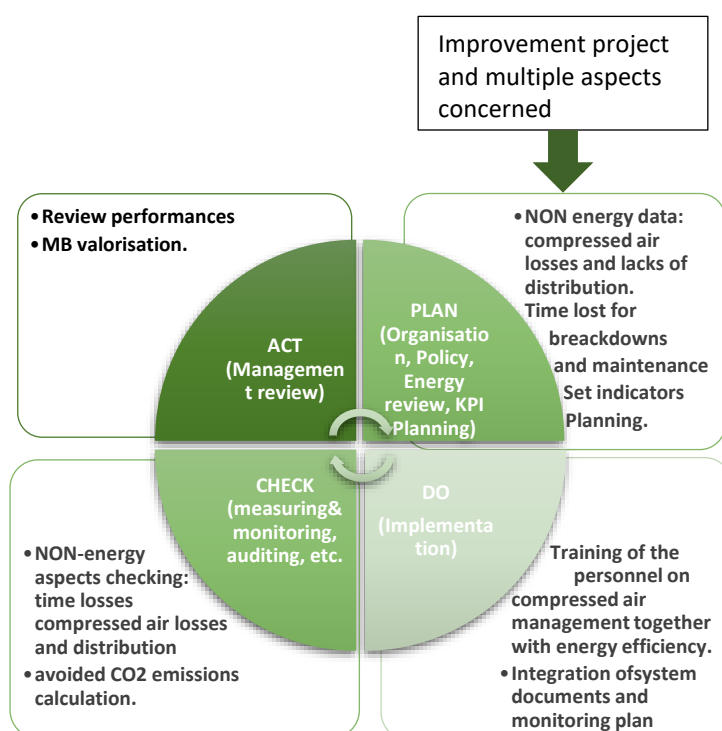 Improvement project
and multiple aspects
concerned
•Review performances
•MB valorisation.
•NON energy data:
compressed air
losses and lacks of
distribution.
Time lost for
breackdowns
and maintenance
Set indicators
Planning.
ACT
(Managemen
t review)
PLAN
(Organisatio
n, Policy,
Energy
review, KPI
Planning)
CHECK
(measuring&
monitoring,
auditing, etc.
DO
(Implementa
tion)
•NON-energy
aspects checking:
time losses
compressed air losses
and distribution
•avoided CO2 emissions
calculation.
Training of the
personnel on
compressed air
management together
with energy efficiency.
•Integration ofsystem
documents and
monitoring plan